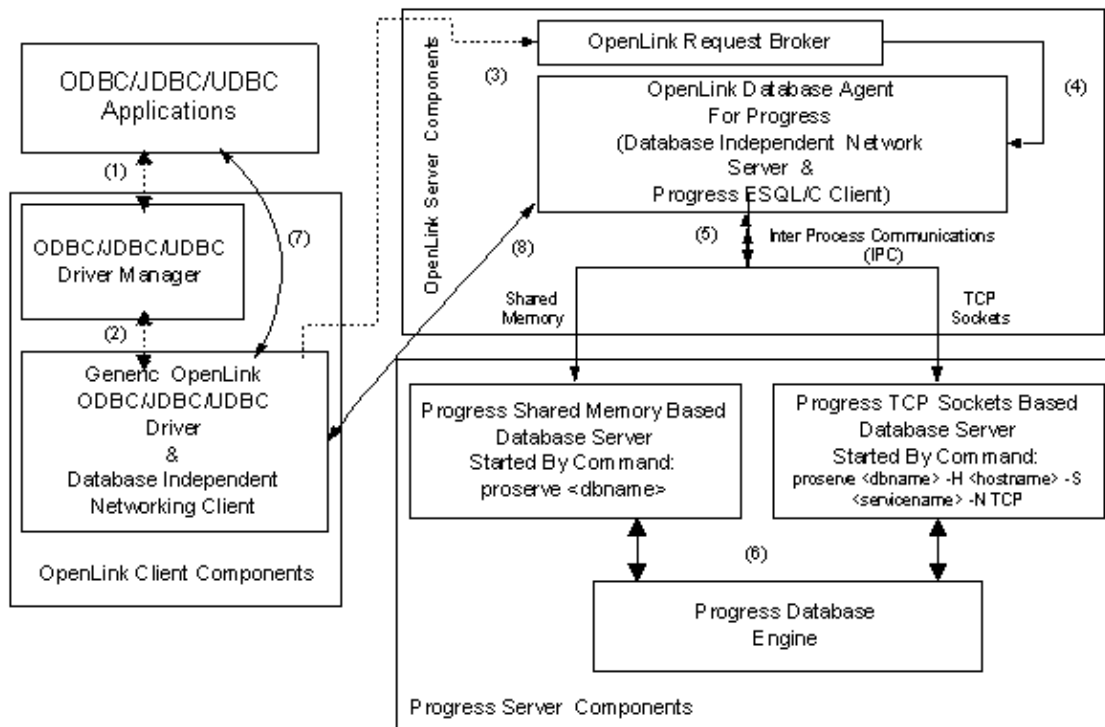 ODBC/JDBC/UDBC
Applications
(1)
ODBC/JDBC/UDBC
Driver Manager
(7)
(2)
Generic OpenLink
ODBC/JDBC/UDBC
Driver
&
Database Independent
Networking Client
OpenLink Client Components
OpenLink Server Components
OpenLink Request Broker
(3)
(4)
OpenLink Database Agent
For Progress
(Database Independent Network
Server &
Progress ESQL/C Client)
(8)
(5)
Inter Process Communications
(IPC)
Shared
Memory
TCP
Sockets
Progress Shared Memory Based
Database Server
Started By Command:
proserve <dbname>
Progress TCP Sockets Based
Database Server
Started By Command:
proserve <dbname> -H <hostname> -S
<servicename> -N TCP
(6)
Progress Database
Engine
Progress Server Components